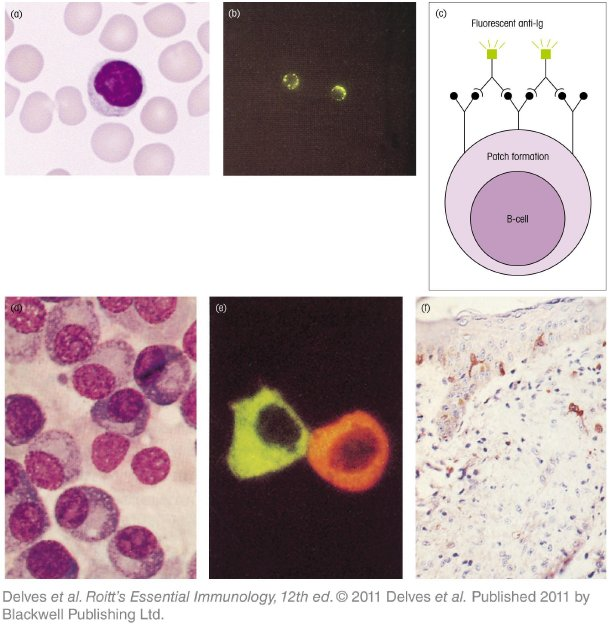 (a)
(b)
(c)
Fluorescent anti-Ig
Patch formation
B-cell
(d)
(e)
(f)
Delves et al. Roitt's Essential Immunology, 12th ed. © 2011 Delves et al. Published 2011 by
Blackwell Publishing Ltd.